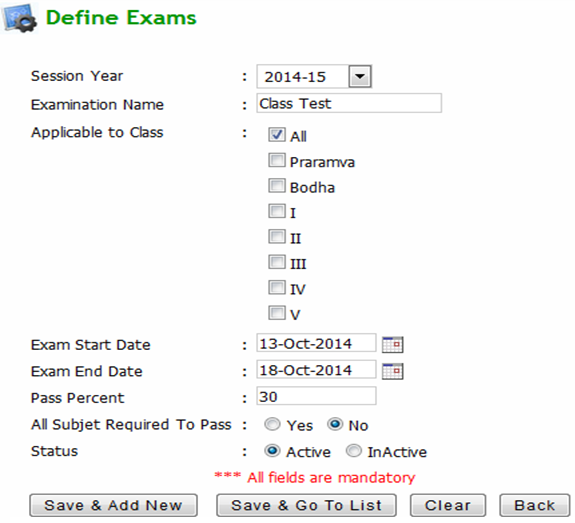 Define Exams
Session Year : 2014-15
Examination Name : Class Test
Applicable to Class : All
Praramva
Bodha
I
II
III
IV
V
Exam Start Date : 13-Oct-2014
Exam End Date : 18-Oct-2014
Pass Percent : 30
All Subjet Required To Pass : Yes No
Status : Active InActive
*** All fields are mandatory
Save & Add New Save & Go To List Clear Back